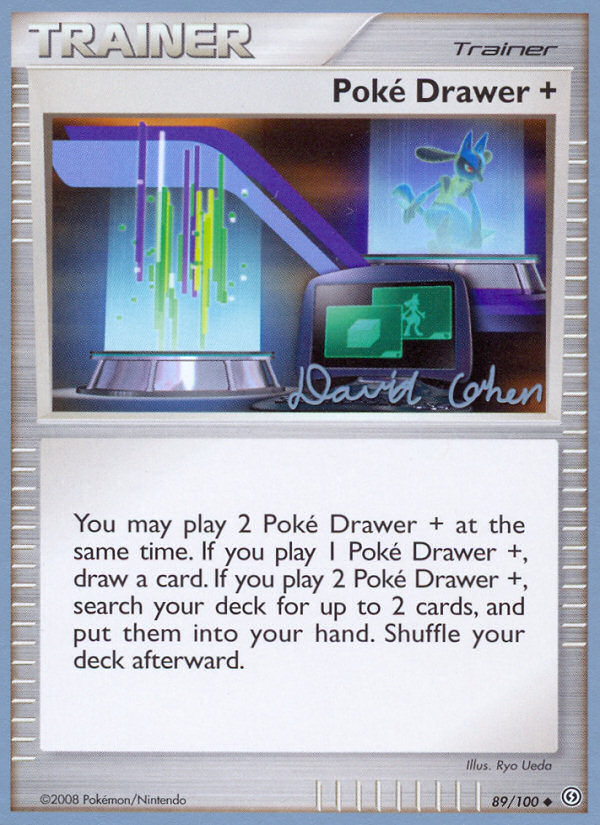 TRAINER
Trainer
Poké Drawer +
David Cohen
You may play 2 Poké Drawer + at the
same time. If you play 1 Poké Drawer +,
draw a card. If you play 2 Poké Drawer +,
search your deck for up to 2 cards, and
put them into your hand. Shuffle your
deck afterward.
Illus. Ryo Ueda
©2008 Pokémon/Nintendo
89/100 ◆